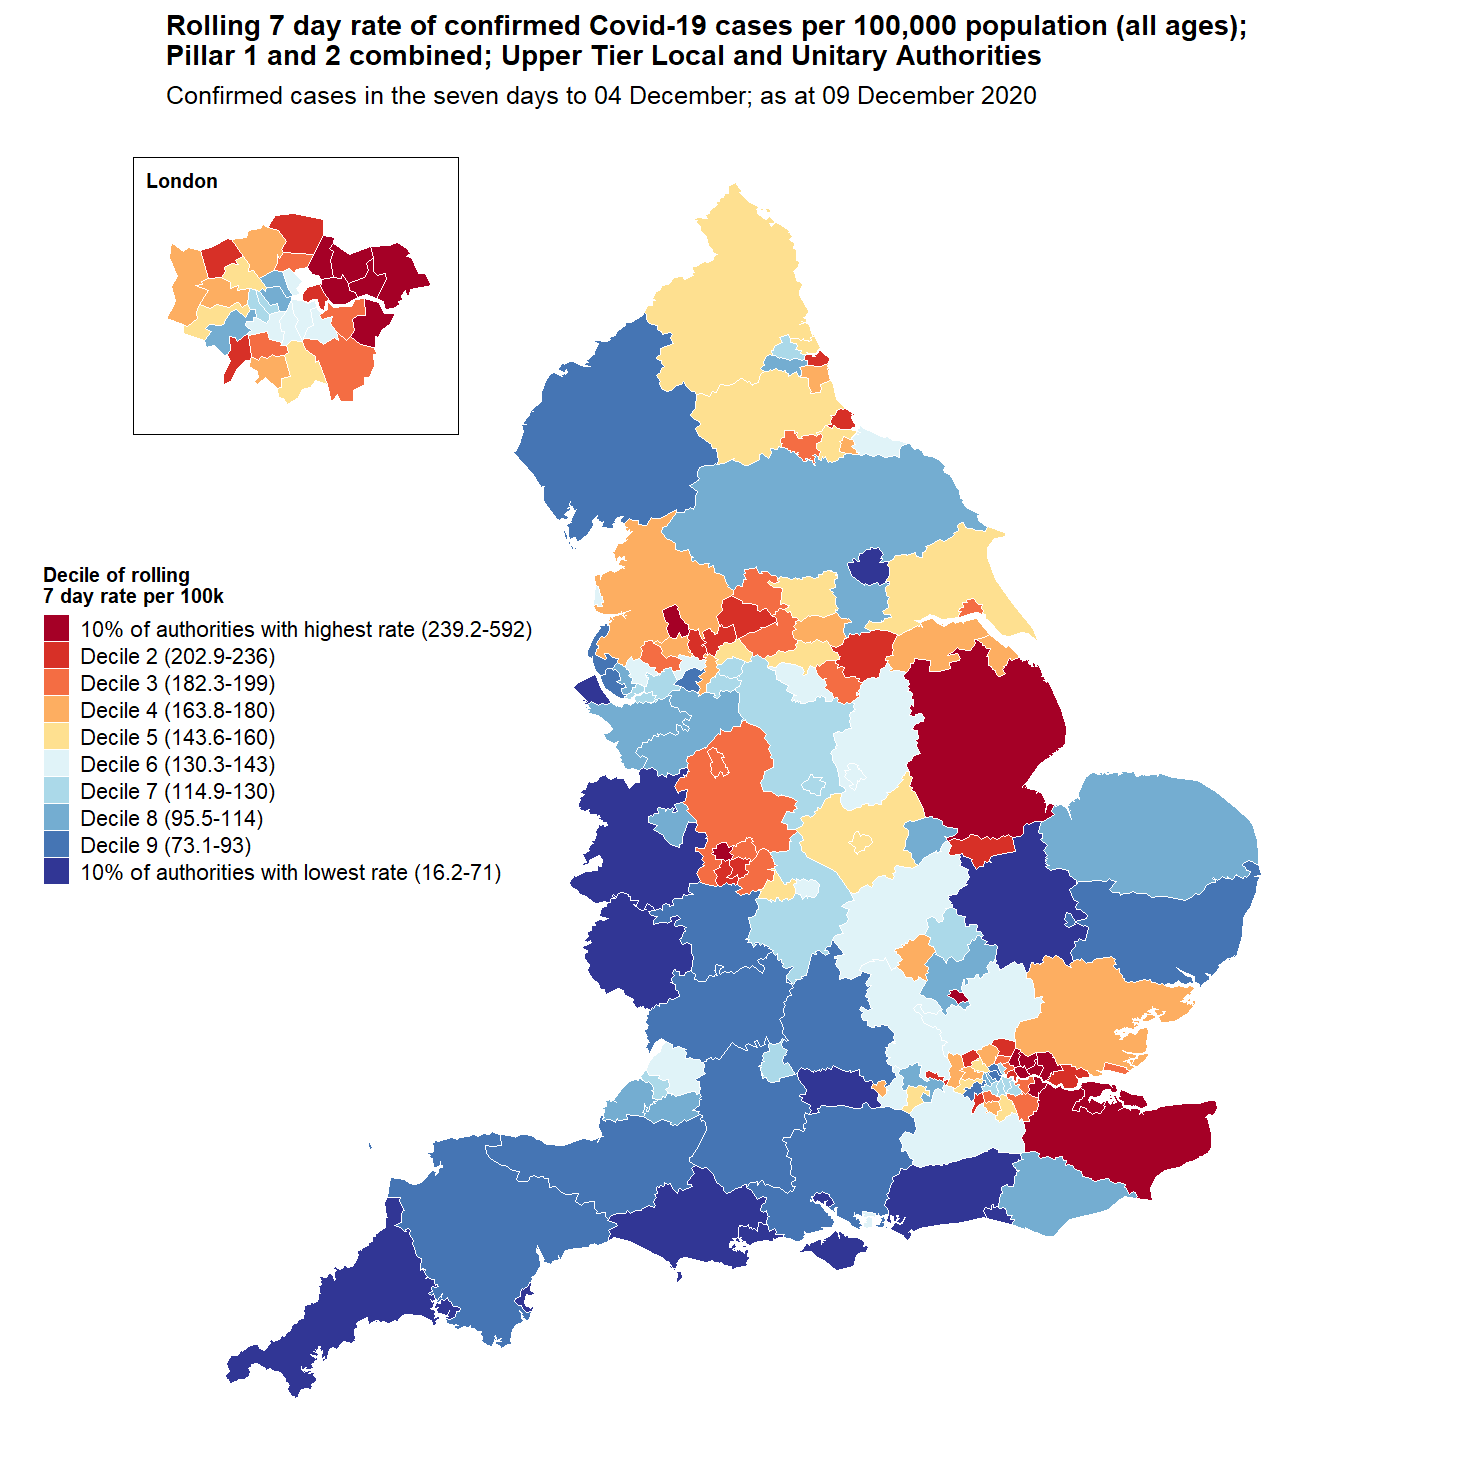 Rolling 7 day rate of confirmed Covid-19 cases per 100,000 population (all ages);
Pillar 1 and 2 combined; Upper Tier Local and Unitary Authorities
Confirmed cases in the seven days to 04 December; as at 09 December 2020
London
Decile of rolling
7 day rate per 100k
10% of authorities with highest rate (239.2-592)
Decile 2 (202.9-236)
Decile 3 (182.3-199)
Decile 4 (163.8-180)
Decile 5 (143.6-160)
Decile 6 (130.3-143)
Decile 7 (114.9-130)
Decile 8 (95.5-114)
Decile 9 (73.1-93)
10% of authorities with lowest rate (16.2-71)